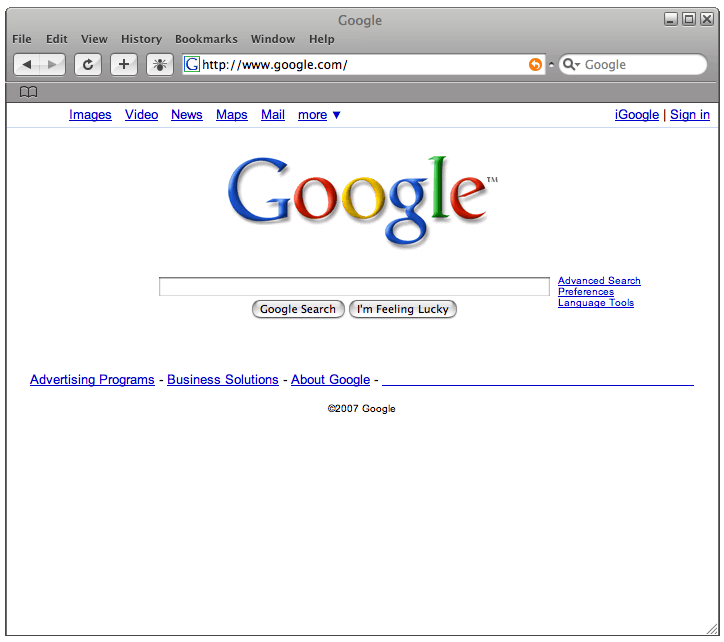 Google
File Edit View History Bookmarks Window Help
http://www.google.com/ Google
Images Video News Maps Mail more ▼ iGoogle | Sign in
Google™
Advanced Search
Preferences
Language Tools
Google Search I'm Feeling Lucky
Advertising Programs - Business Solutions - About Google -
©2007 Google